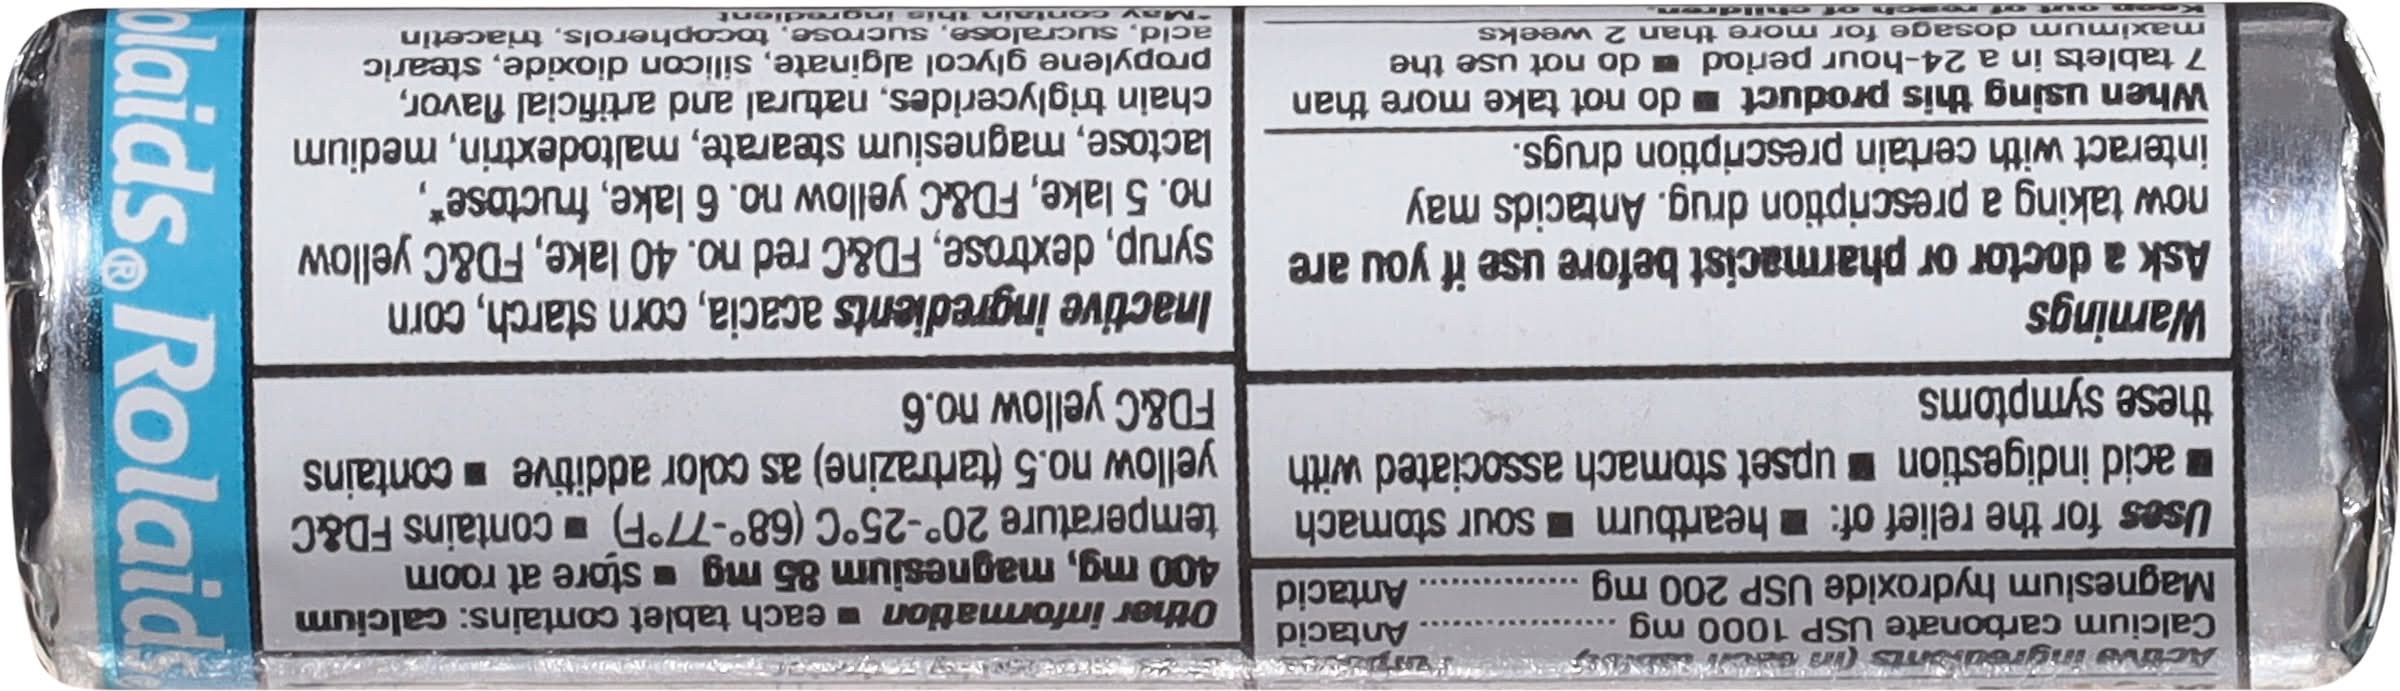 Active ingredients (in each tablet)
Calcium carbonate USP 1000 mg ................ Antacid
Magnesium hydroxide USP 200 mg ................ Antacid
Uses for the relief of: ■ heartburn ■ sour stomach
■ acid indigestion ■ upset stomach associated with
these symptoms
Warnings
Ask a doctor or pharmacist before use if you are
now taking a prescription drug. Antacids may
interact with certain prescription drugs.
When using this product ■ do not take more than
7 tablets in a 24-hour period ■ do not use the
maximum dosage for more than 2 weeks
Keep out of reach of children.
Other information ■ each tablet contains: calcium
400 mg, magnesium 85 mg ■ store at room
temperature 20°-25°C (68°-77°F) ■ contains FD&C
yellow no.5 (tartrazine) as color additive ■ contains
FD&C yellow no.6
Inactive ingredients acacia, corn starch, corn
syrup, dextrose, FD&C red no. 40 lake, FD&C yellow
no. 5 lake, FD&C yellow no. 6 lake, fructose*,
lactose, magnesium stearate, maltodextrin, medium
chain triglycerides, natural and artificial flavor,
propylene glycol alginate, silicon dioxide, stearic
acid, sucralose, sucrose, tocopherols, triacetin
*May contain this ingredient
olaids® Rolaids